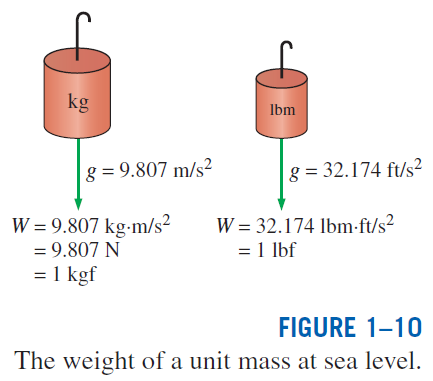 kg
g = 9.807 m/s²
W = 9.807 kg·m/s²
= 9.807 N
= 1 kgf
lbm
g = 32.174 ft/s²
W = 32.174 lbm·ft/s²
= 1 lbf
FIGURE 1–10
The weight of a unit mass at sea level.